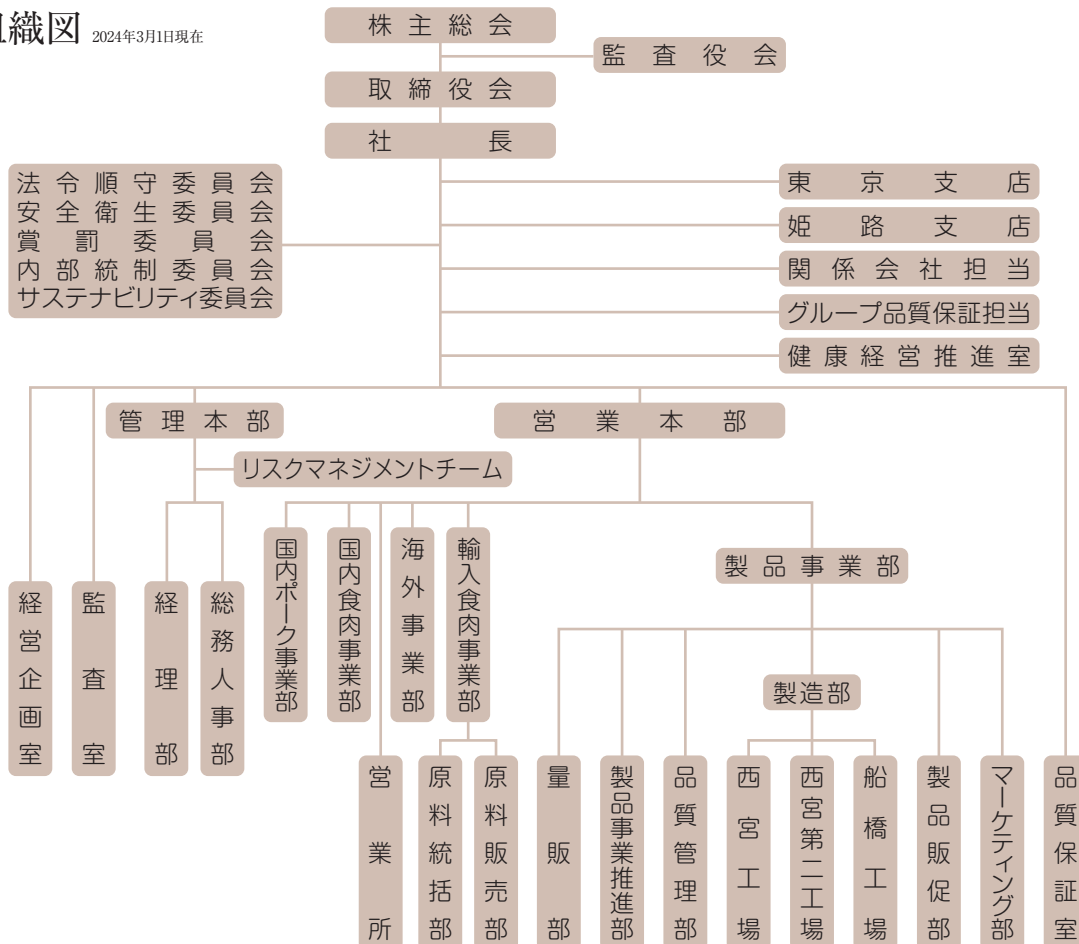 組織図 2024年3月1日現在
株主総会
監査役会
取締役会
社長
法令順守委員会
安全衛生委員会
賞罰委員会
内部統制委員会
サステナビリティ委員会
東京支店
姫路支店
関係会社担当
グループ品質保証担当
健康経営推進室
管理本部
営業本部
リスクマネジメントチーム
国内ポーク事業部
国内食肉事業部
海外事業部
輸入食肉事業部
製品事業部
経営企画室
監査室
経理部
総務人事部
製造部
営業所
原料統括部
原料販売部
量販部
製品事業推進部
品質管理部
西宮工場
西宮第二工場
船橋工場
製品販促部
マーケティング部
品質保証室